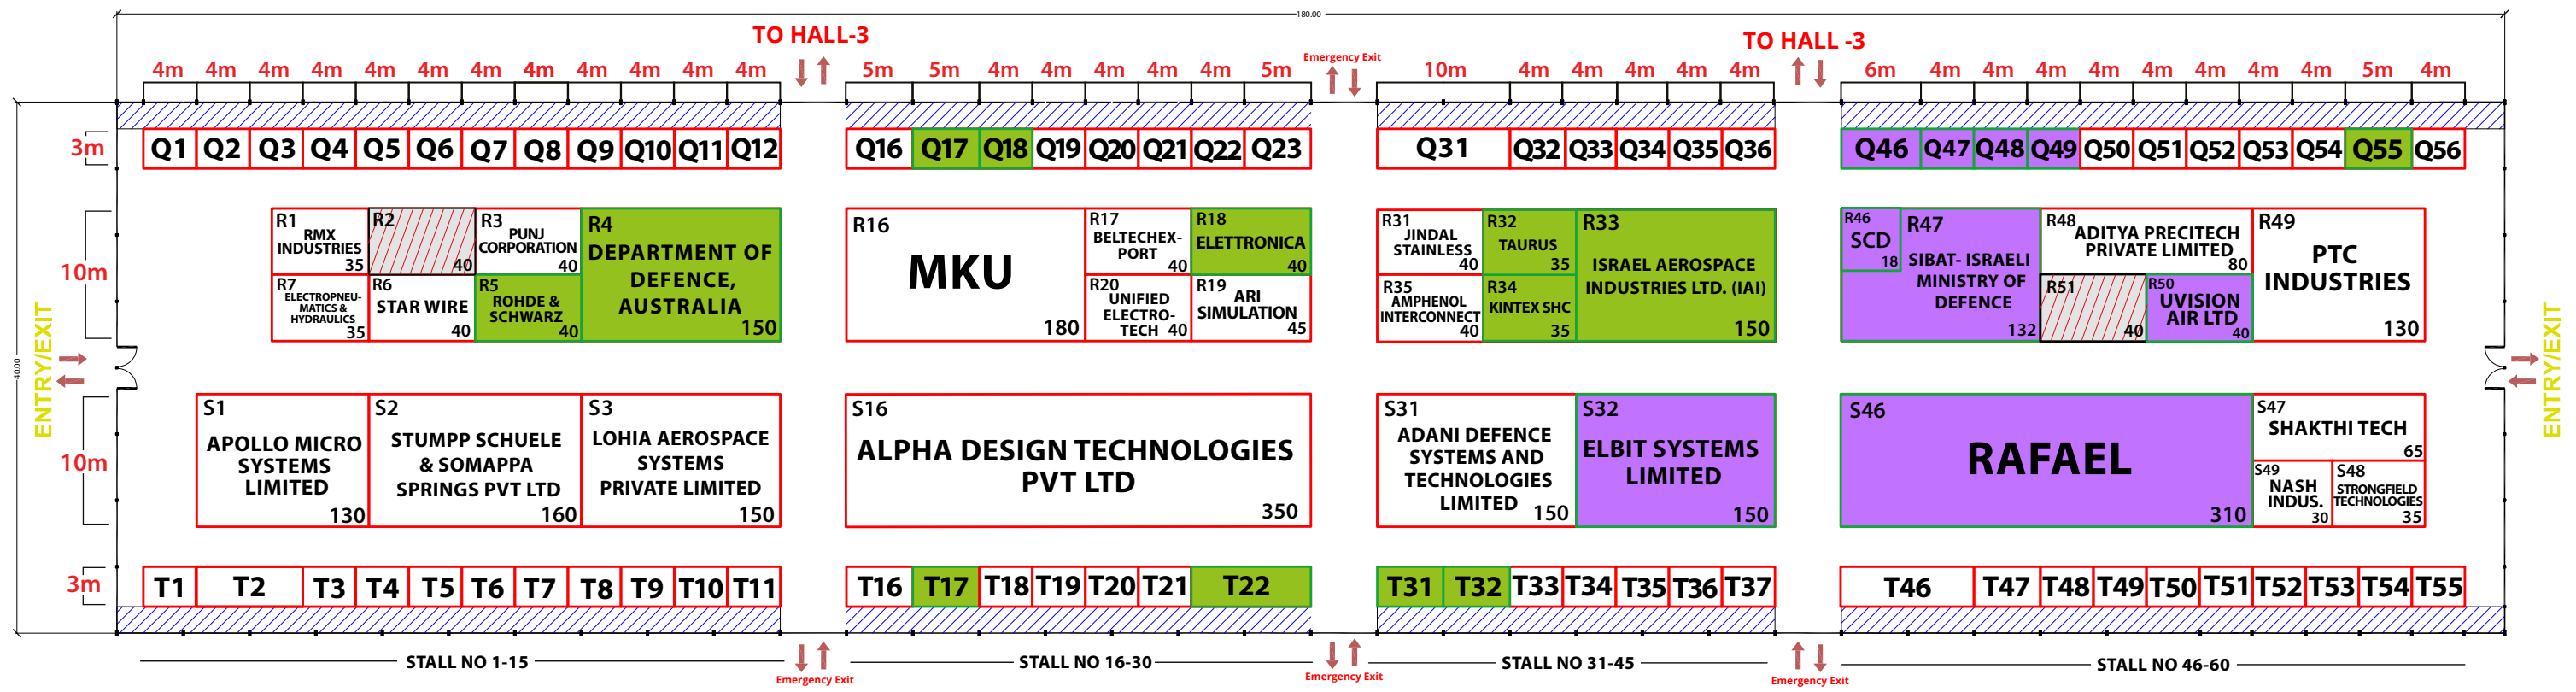 180.00
TO HALL-3
Emergency Exit
TO HALL -3
4m 4m 4m 4m 4m 4m 4m 4m 4m 4m 4m 4m
5m 5m 4m 4m 4m 4m 4m 5m
10m 4m 4m 4m 4m 4m
6m 4m 4m 4m 4m 4m 4m 4m 4m 5m 4m
3m
Q1 Q2 Q3 Q4 Q5 Q6 Q7 Q8 Q9 Q10 Q11 Q12
Q16 Q17 Q18 Q19 Q20 Q21 Q22 Q23
Q31 Q32 Q33 Q34 Q35 Q36
Q46 Q47 Q48 Q49 Q50 Q51 Q52 Q53 Q54 Q55 Q56
10m
R1
RMX
INDUSTRIES
35
R2
40
R3
PUNJ
CORPORATION
40
R4
DEPARTMENT OF
DEFENCE,
AUSTRALIA
150
R7
ELECTROPNEU-
MATICS &
HYDRAULICS
35
R6
STAR WIRE
40
R5
ROHDE &
SCHWARZ
40
R16
MKU
180
R17
BELTECHEX-
PORT
40
R18
ELETTRONICA
40
R20
UNIFIED
ELECTRO-
TECH 40
R19
ARI
SIMULATION
45
R31
JINDAL
STAINLESS
40
R32
TAURUS
35
R33
ISRAEL AEROSPACE
INDUSTRIES LTD. (IAI)
150
R35
AMPHENOL
INTERCONNECT
40
R34
KINTEX SHC
35
R46
SCD
18
R47
SIBAT- ISRAELI
MINISTRY OF
DEFENCE
132
R48
ADITYA PRECITECH
PRIVATE LIMITED
80
R49
PTC
INDUSTRIES
130
R51
40
R50
UVISION
AIR LTD
40
40.00
ENTRY/EXIT
ENTRY/EXIT
10m
S1
APOLLO MICRO
SYSTEMS
LIMITED
130
S2
STUMPP SCHUELE
& SOMAPPA
SPRINGS PVT LTD
160
S3
LOHIA AEROSPACE
SYSTEMS
PRIVATE LIMITED
150
S16
ALPHA DESIGN TECHNOLOGIES
PVT LTD
350
S31
ADANI DEFENCE
SYSTEMS AND
TECHNOLOGIES
LIMITED 150
S32
ELBIT SYSTEMS
LIMITED
150
S46
RAFAEL
310
S47
SHAKTHI TECH
65
S49
NASH
INDUS.
30
S48
STRONGFIELD
TECHNOLOGIES
35
3m
T1 T2 T3 T4 T5 T6 T7 T8 T9 T10 T11
T16 T17 T18 T19 T20 T21 T22
T31 T32 T33 T34 T35 T36 T37
T46 T47 T48 T49 T50 T51 T52 T53 T54 T55
STALL NO 1-15
Emergency Exit
STALL NO 16-30
Emergency Exit
STALL NO 31-45
Emergency Exit
STALL NO 46-60